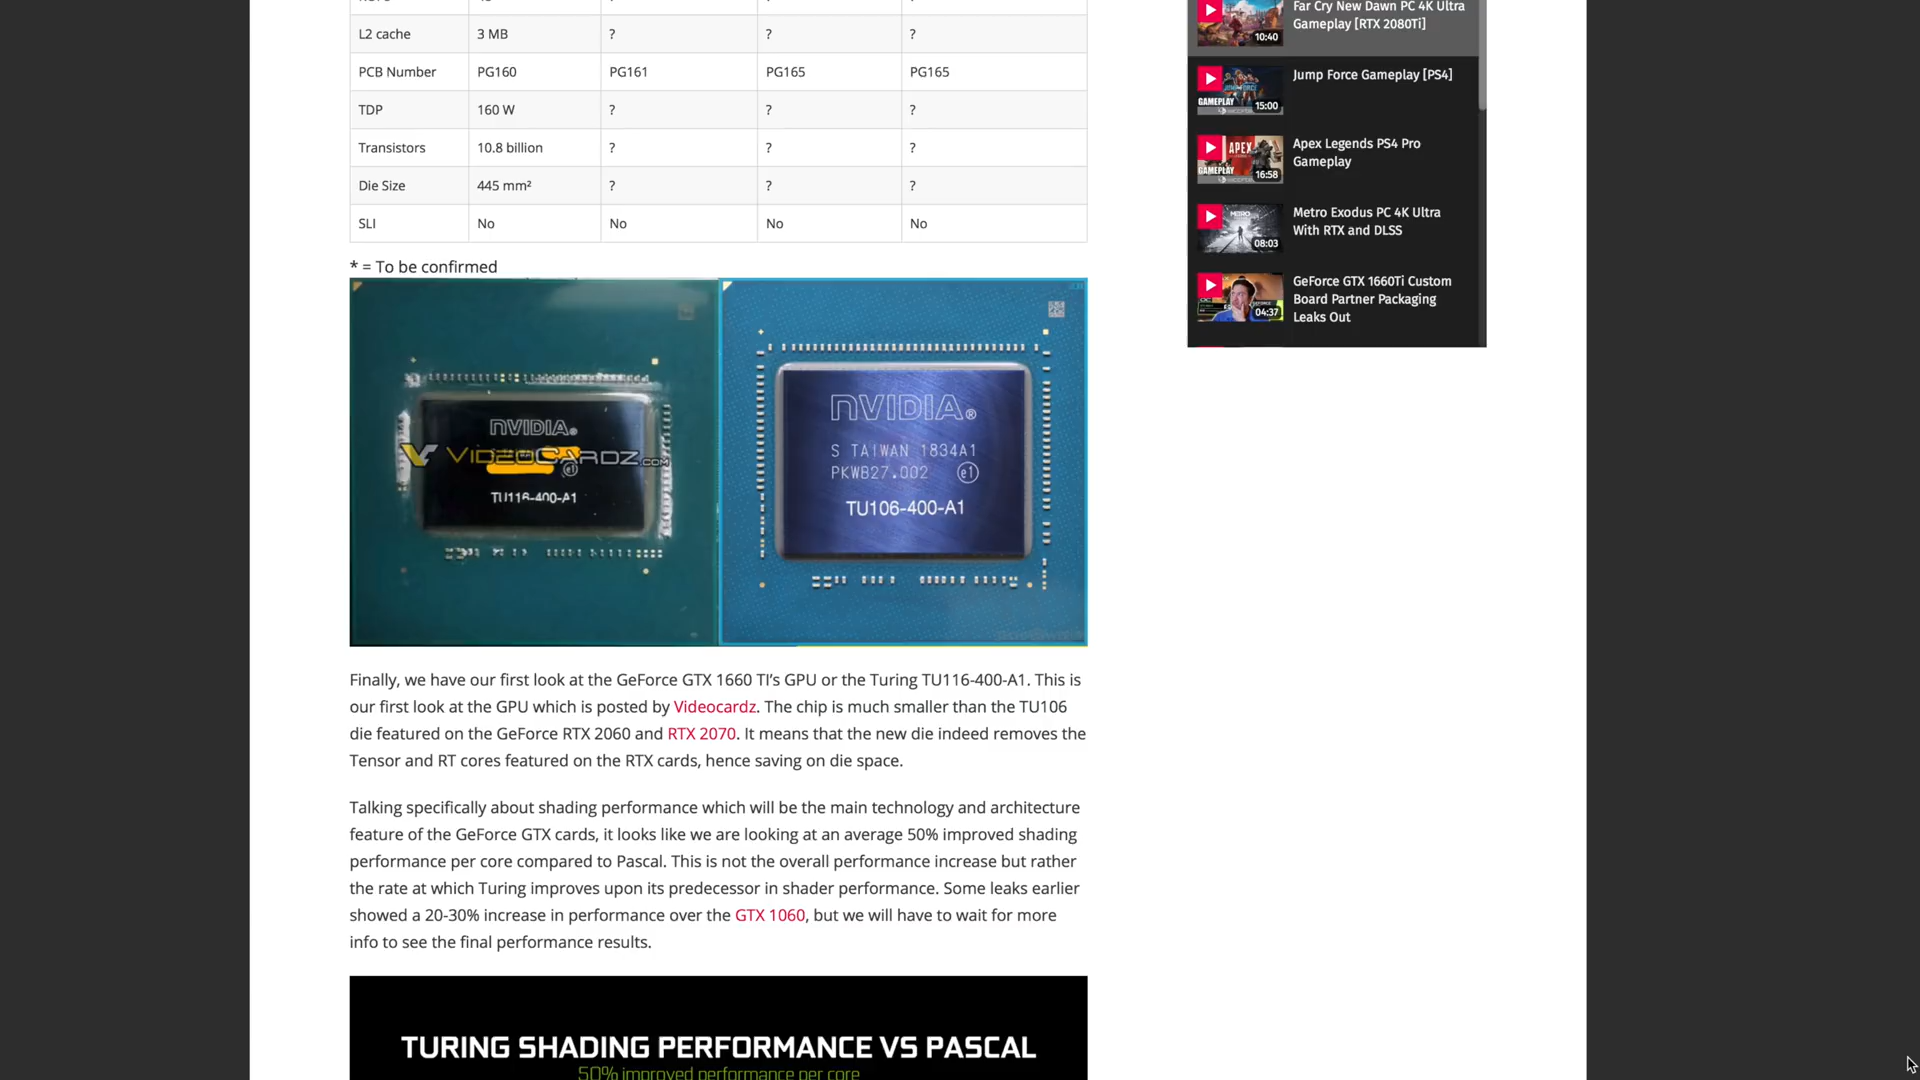 L2 cache 3 MB ? ? ?
PCB Number PG160 PG161 PG165 PG165
TDP 160 W ? ? ?
Transistors 10.8 billion ? ? ?
Die Size 445 mm² ? ? ?
SLI No No No No
* = To be confirmed
NVIDIA®
VIDEOCARDZ.COM
e1
TU116-400-A1
NVIDIA®
S TAIWAN 1834A1
PKWB27.002 e1
TU106-400-A1
Finally, we have our first look at the GeForce GTX 1660 TI’s GPU or the Turing TU116-400-A1. This is
our first look at the GPU which is posted by Videocardz. The chip is much smaller than the TU106
die featured on the GeForce RTX 2060 and RTX 2070. It means that the new die indeed removes the
Tensor and RT cores featured on the RTX cards, hence saving on die space.
Talking specifically about shading performance which will be the main technology and architecture
feature of the GeForce GTX cards, it looks like we are looking at an average 50% improved shading
performance per core compared to Pascal. This is not the overall performance increase but rather
the rate at which Turing improves upon its predecessor in shader performance. Some leaks earlier
showed a 20-30% increase in performance over the GTX 1060, but we will have to wait for more
info to see the final performance results.
TURING SHADING PERFORMANCE VS PASCAL
50% improved performance per core
Far Cry New Dawn PC 4K Ultra
Gameplay [RTX 2080Ti]
10:40
Jump Force Gameplay [PS4]
GAMEPLAY
15:00
Apex Legends PS4 Pro
Gameplay
APEX
GAMEPLAY
16:58
Metro Exodus PC 4K Ultra
With RTX and DLSS
METRO
08:03
GeForce GTX 1660Ti Custom
Board Partner Packaging
Leaks Out
04:37